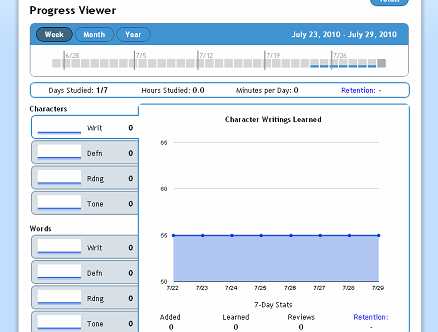 Progress Viewer
Week Month Year July 23, 2010 - July 29, 2010
6/28 7/5 7/12 7/19 7/26
Days Studied: 1/7 Hours Studied: 0.0 Minutes per Day: 0 Retention: -
Characters
Writ 0
Defn 0
Rdng 0
Tone 0
Words
Writ 0
Defn 0
Rdng 0
Tone 0
Character Writings Learned
65
60
55
50
7/22 7/23 7/24 7/25 7/26 7/27 7/28 7/29
7-Day Stats
Added Learned Reviews Retention:
0 0 0 -